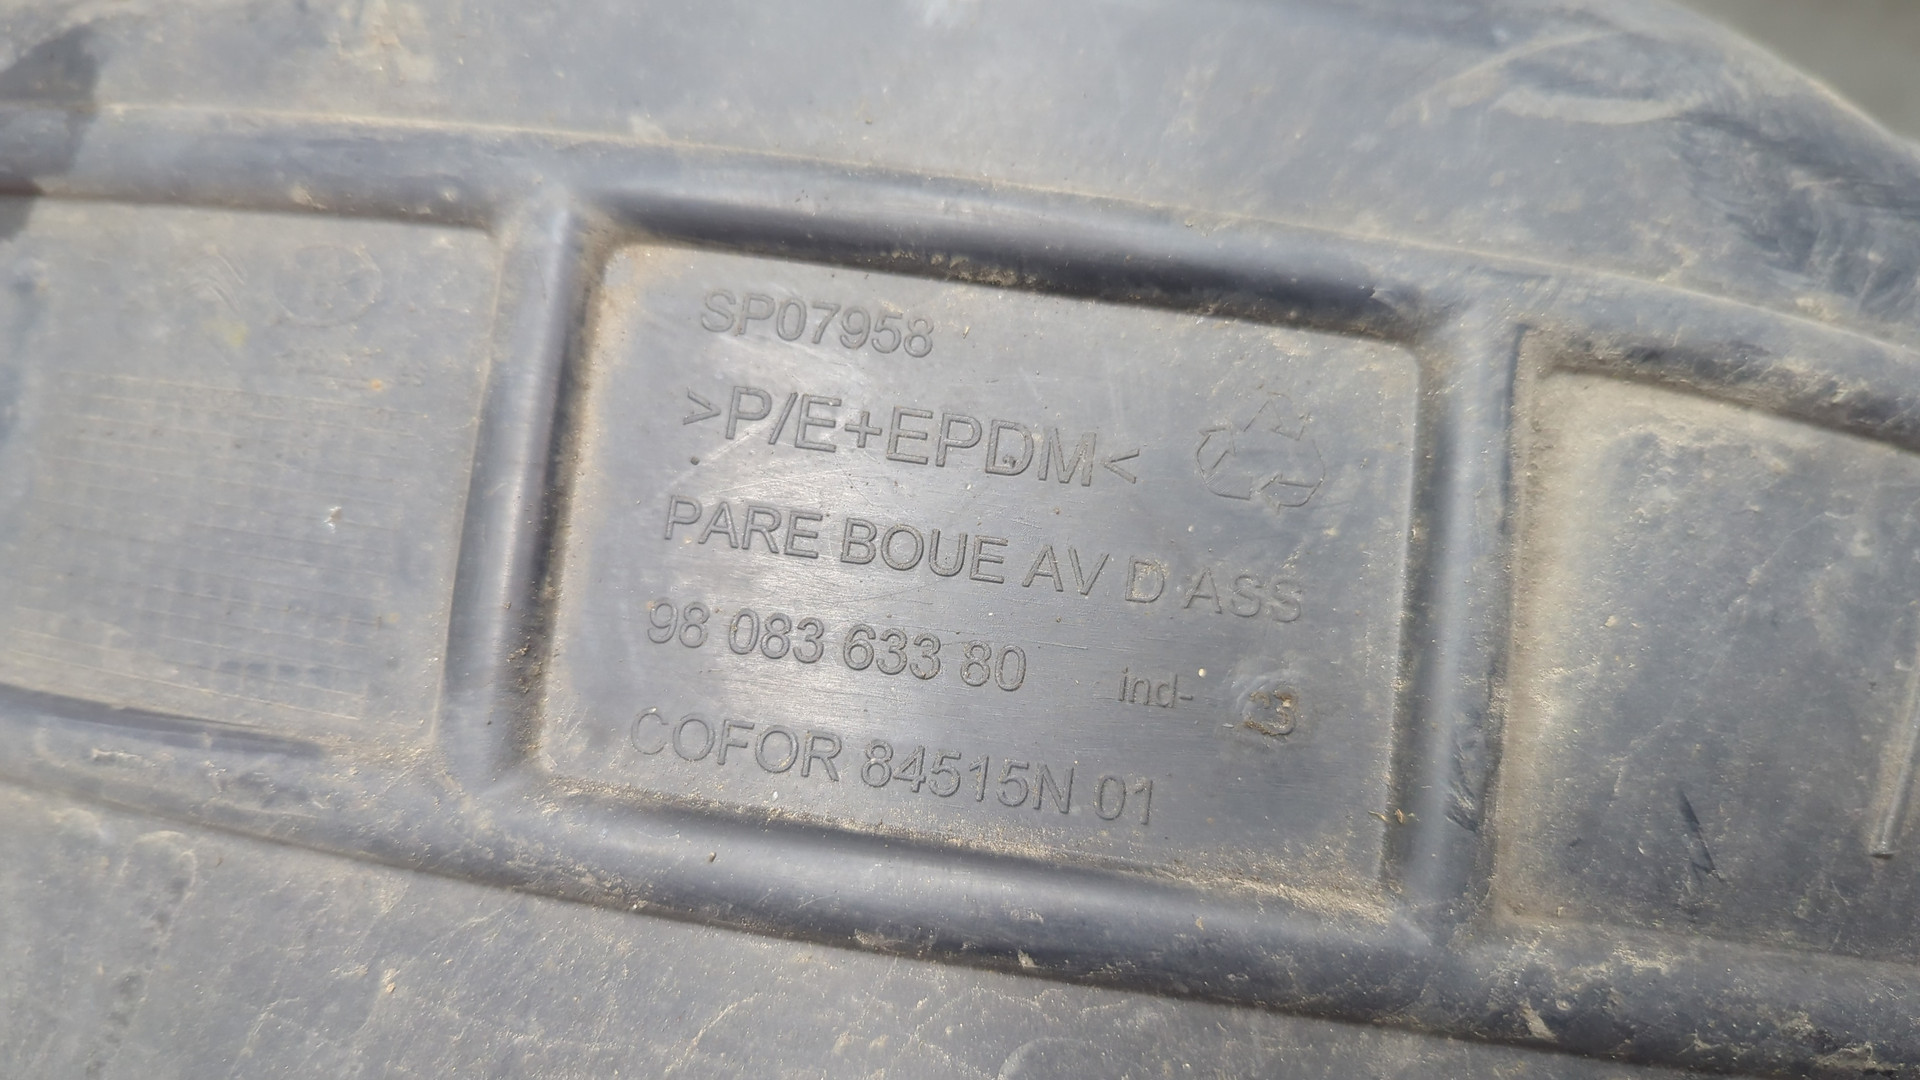 SP07958
>P/E+EPDM<
PARE BOUE AV D ASS
98 083 633 80 ind-
COFOR 84515N 01